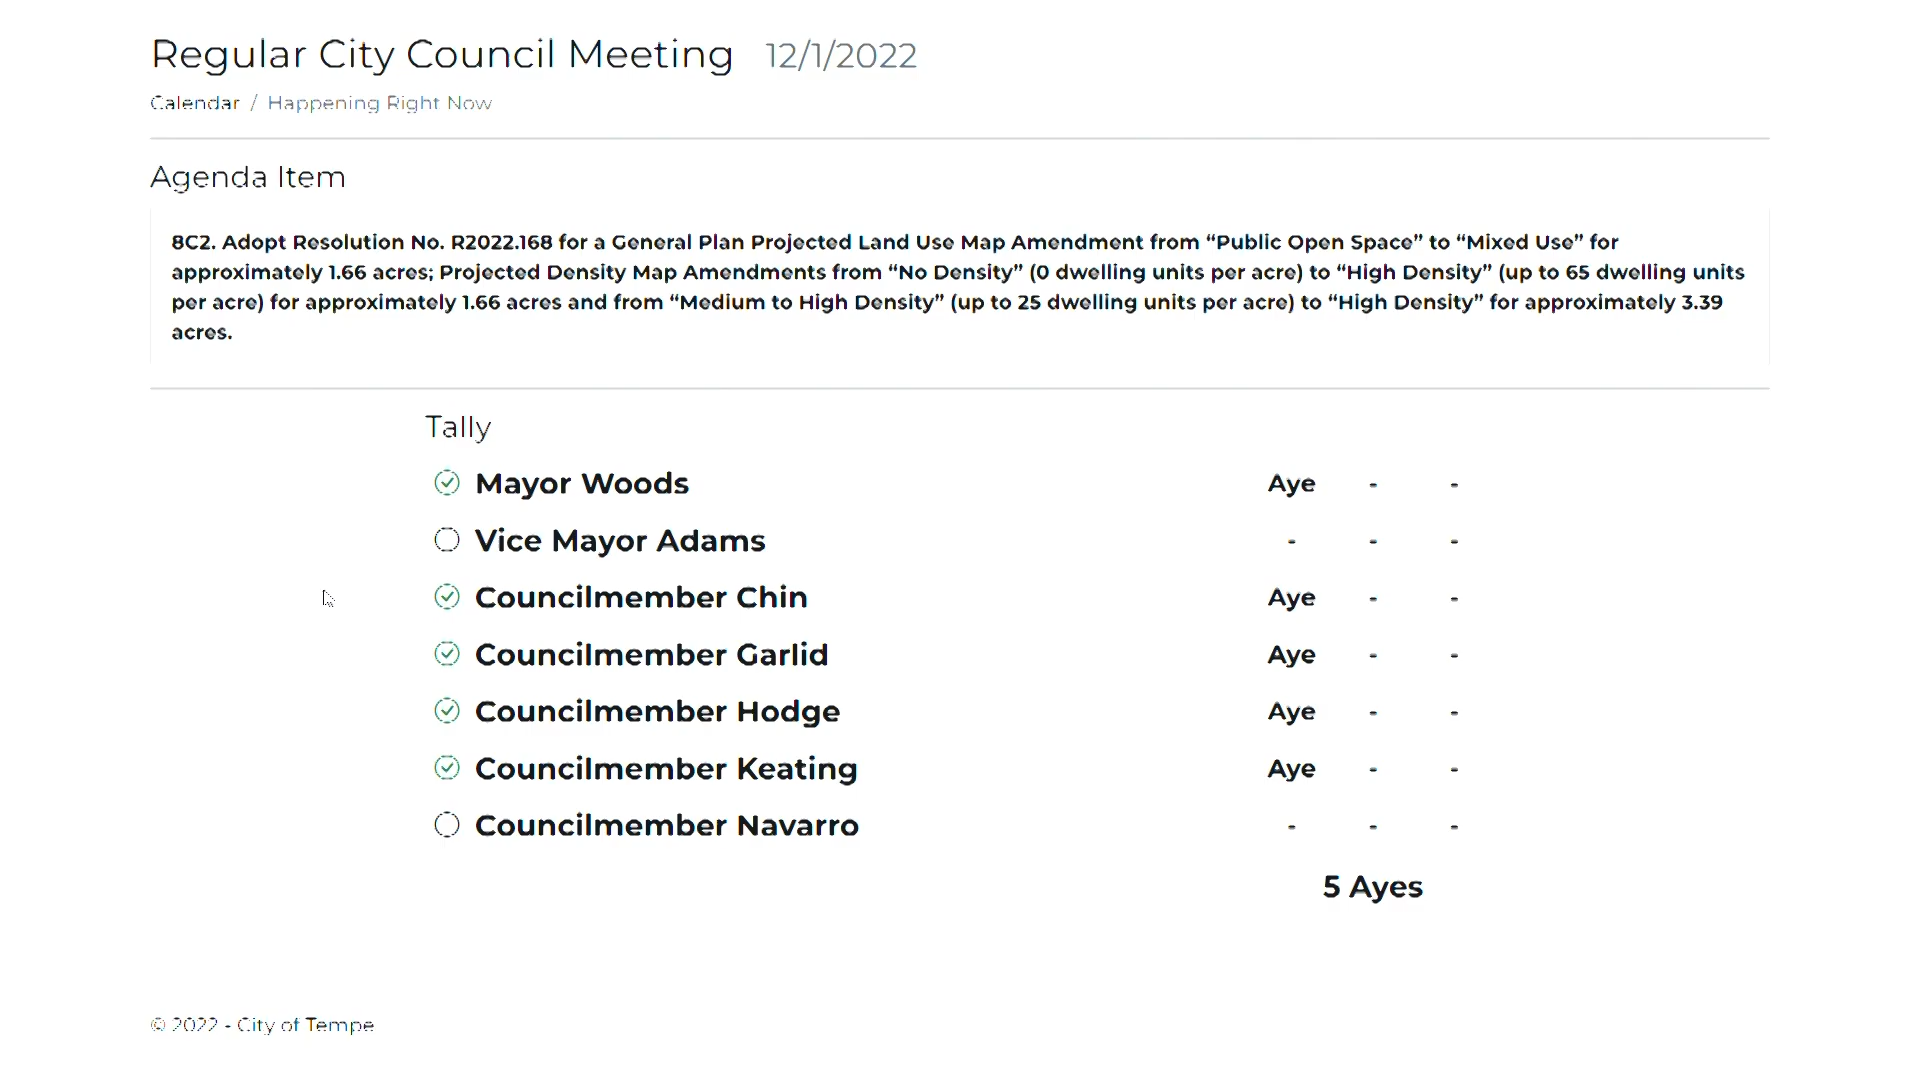 Regular City Council Meeting 12/1/2022
Calendar / Happening Right Now
Agenda Item
8C2. Adopt Resolution No. R2022.168 for a General Plan Projected Land Use Map Amendment from “Public Open Space” to “Mixed Use” for
approximately 1.66 acres; Projected Density Map Amendments from “No Density” (0 dwelling units per acre) to “High Density” (up to 65 dwelling units
per acre) for approximately 1.66 acres and from “Medium to High Density” (up to 25 dwelling units per acre) to “High Density” for approximately 3.39
acres.
Tally
Mayor Woods Aye - -
Vice Mayor Adams - - -
Councilmember Chin Aye - -
Councilmember Garlid Aye - -
Councilmember Hodge Aye - -
Councilmember Keating Aye - -
Councilmember Navarro - - -
5 Ayes
© 2022 - City of Tempe